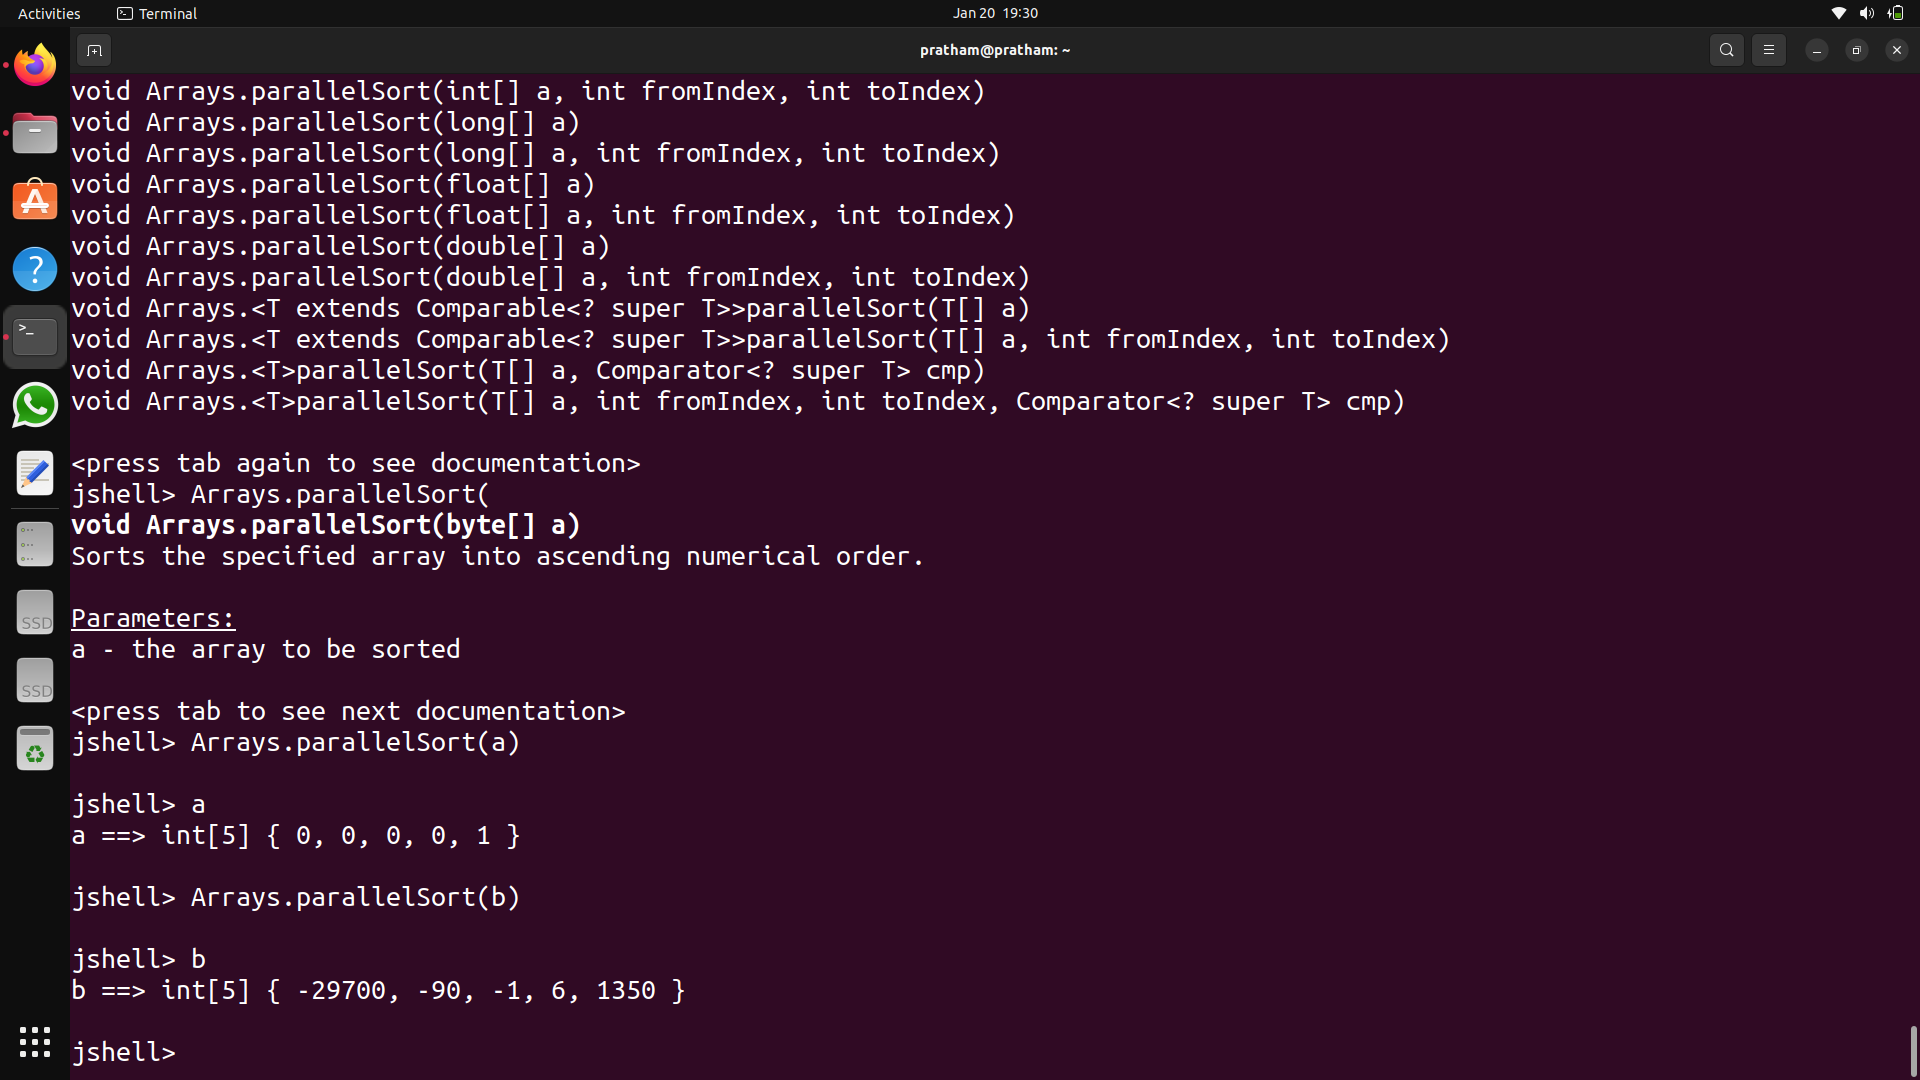 Activities
Terminal
Jan 20 19:30
pratham@pratham: ~
void Arrays.parallelSort(int[] a, int fromIndex, int toIndex)
void Arrays.parallelSort(long[] a)
void Arrays.parallelSort(long[] a, int fromIndex, int toIndex)
void Arrays.parallelSort(float[] a)
void Arrays.parallelSort(float[] a, int fromIndex, int toIndex)
void Arrays.parallelSort(double[] a)
void Arrays.parallelSort(double[] a, int fromIndex, int toIndex)
void Arrays.<T extends Comparable<? super T>>parallelSort(T[] a)
void Arrays.<T extends Comparable<? super T>>parallelSort(T[] a, int fromIndex, int toIndex)
void Arrays.<T>parallelSort(T[] a, Comparator<? super T> cmp)
void Arrays.<T>parallelSort(T[] a, int fromIndex, int toIndex, Comparator<? super T> cmp)
<press tab again to see documentation>
jshell> Arrays.parallelSort(
void Arrays.parallelSort(byte[] a)
Sorts the specified array into ascending numerical order.
Parameters:
a - the array to be sorted
<press tab to see next documentation>
jshell> Arrays.parallelSort(a)
jshell> a
a ==> int[5] { 0, 0, 0, 0, 1 }
jshell> Arrays.parallelSort(b)
jshell> b
b ==> int[5] { -29700, -90, -1, 6, 1350 }
jshell>
SSD
SSD